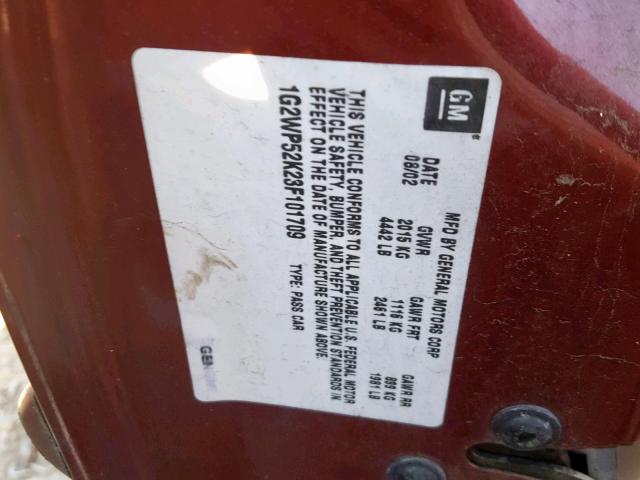 GM
MFD BY GENERAL MOTORS CORP
DATE GVWR GAWR FRT GAWR RR
08/02 2015 KG 1116 KG 899 KG
4442 LB 2461 LB 1981 LB
THIS VEHICLE CONFORMS TO ALL APPLICABLE U.S. FEDERAL MOTOR
VEHICLE SAFETY, BUMPER, AND THEFT PREVENTION STANDARDS IN
EFFECT ON THE DATE OF MANUFACTURE SHOWN ABOVE.
1G2WP52K23F101709 TYPE: PASS CAR